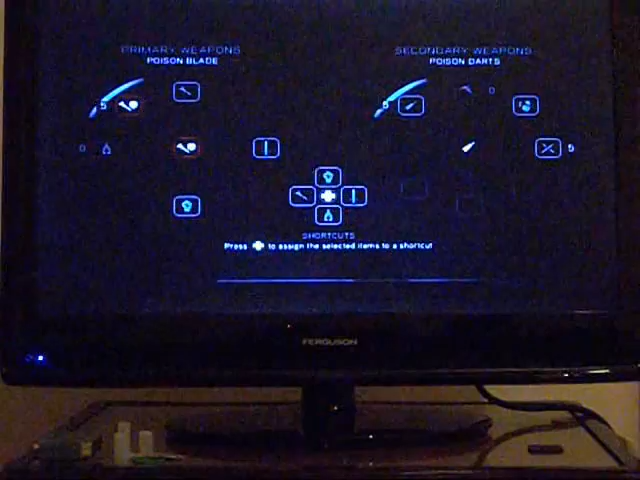 PRIMARY WEAPONS
POISON BLADE
SECONDARY WEAPONS
POISON DARTS
5
5
0
0
5
SHORTCUTS
Press to assign the selected items to a shortcut
FERGUSON